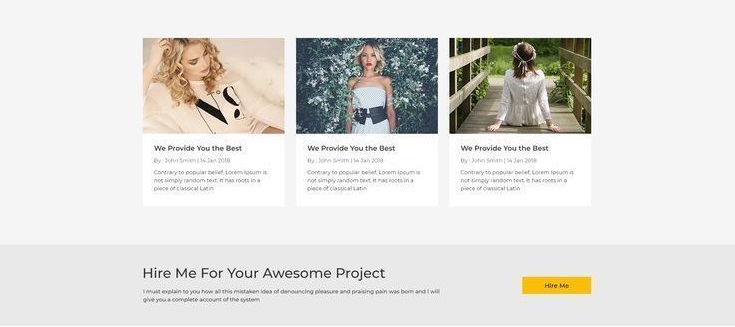 N°
VS
We Provide You the Best
By : John Smith | 14 Jan 2018
Contrary to popular belief, Lorem Ipsum is
not simply random text. It has roots in a
piece of classical Latin
We Provide You the Best
By : John Smith | 14 Jan 2018
Contrary to popular belief, Lorem Ipsum is
not simply random text. It has roots in a
piece of classical Latin
We Provide You the Best
By : John Smith | 14 Jan 2018
Contrary to popular belief, Lorem Ipsum is
not simply random text. It has roots in a
piece of classical Latin
Hire Me For Your Awesome Project
I must explain to you how all this mistaken idea of denouncing pleasure and praising pain was born and I will
give you a complete account of the system
Hire Me